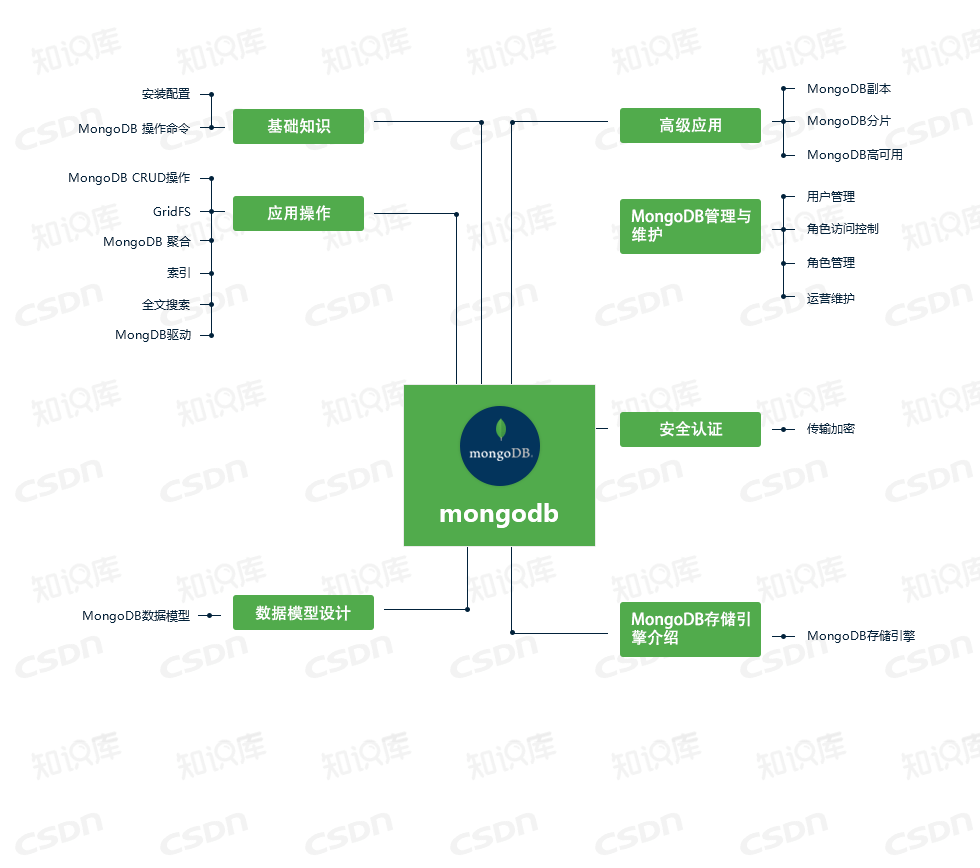 安装配置
MongoDB 操作命令
基础知识
MongoDB CRUD操作
GridFS
MongoDB 聚合
索引
全文搜索
MongDB驱动
应用操作
高级应用
MongoDB副本
MongoDB分片
MongoDB高可用
MongoDB管理与
维护
用户管理
角色访问控制
角色管理
运营维护
mongoDB.
mongodb
安全认证
传输加密
MongoDB数据模型
数据模型设计
MongoDB存储引
擎介绍
MongoDB存储引擎
知识库
CSDN